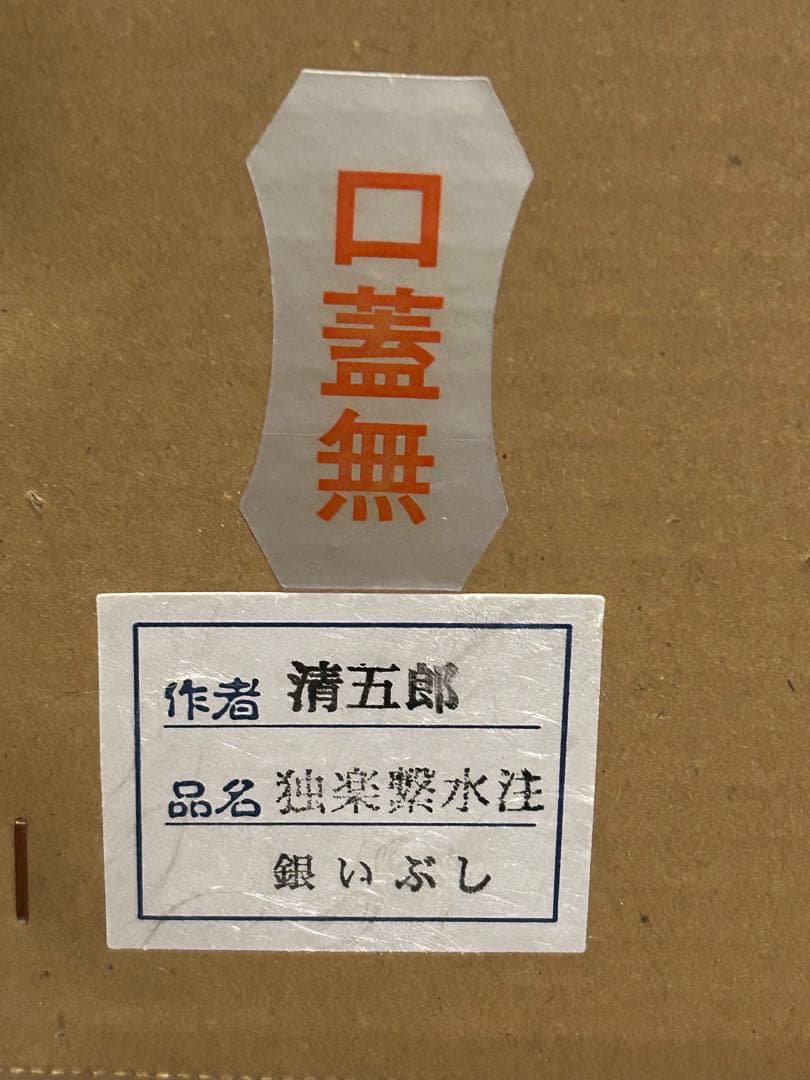 口蓋無
作者 清五郎
品名 独楽繋水注
銀いぶし